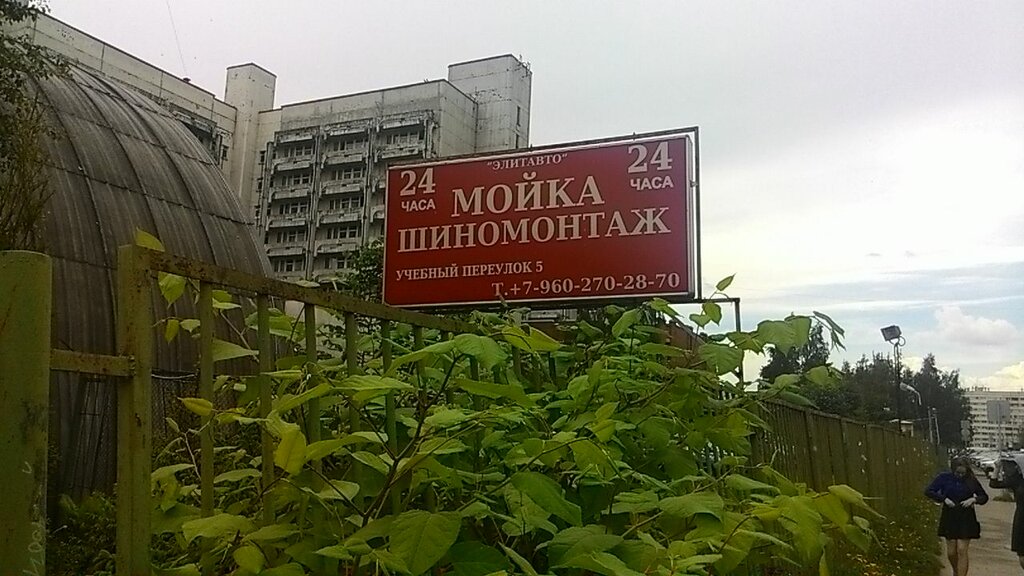 "ЭЛИТАВТО"
24 ЧАСА
24 ЧАСА
МОЙКА
ШИНОМОНТАЖ
УЧЕБНЫЙ ПЕРЕУЛОК 5
Т.+7-960-270-28-70